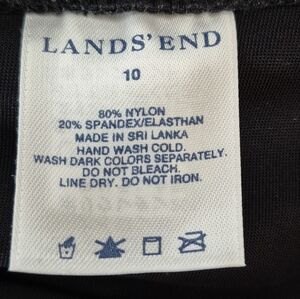 LANDS' END
10
80% NYLON
20% SPANDEX/ELASTHAN
MADE IN SRI LANKA
HAND WASH COLD.
WASH DARK COLORS SEPARATELY.
DO NOT BLEACH.
LINE DRY. DO NOT IRON.